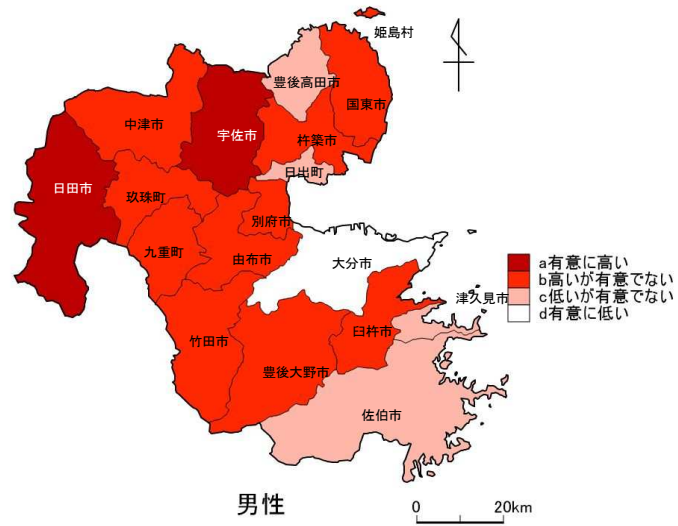 姫島村
豊後高田市
国東市
中津市
宇佐市
杵築市
日出町
日田市
玖珠町
別府市
九重町
由布市
大分市
a有意に高い
b高いが有意でない
津久見市
c低いが有意でない
d有意に低い
臼杵市
竹田市
豊後大野市
佐伯市
男性
0 20km